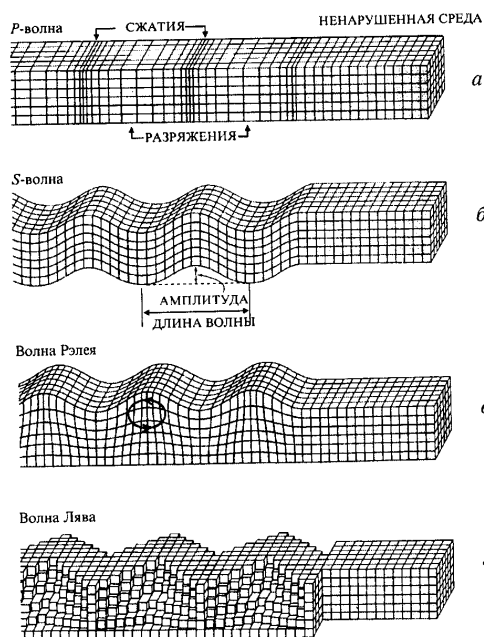 P-волна
СЖАТИЯ
НЕНАРУШЕННАЯ СРЕДА
а
РАЗРЯЖЕНИЯ
S-волна
б
АМПЛИТУДА
ДЛИНА ВОЛНЫ
Волна Рэлея
Волна Лява